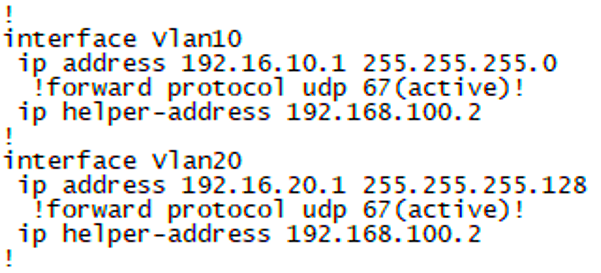 !
interface Vlan10
 ip address 192.16.10.1 255.255.255.0
  !forward protocol udp 67(active)!
 ip helper-address 192.168.100.2
!
interface Vlan20
 ip address 192.16.20.1 255.255.255.128
  !forward protocol udp 67(active)!
 ip helper-address 192.168.100.2
!